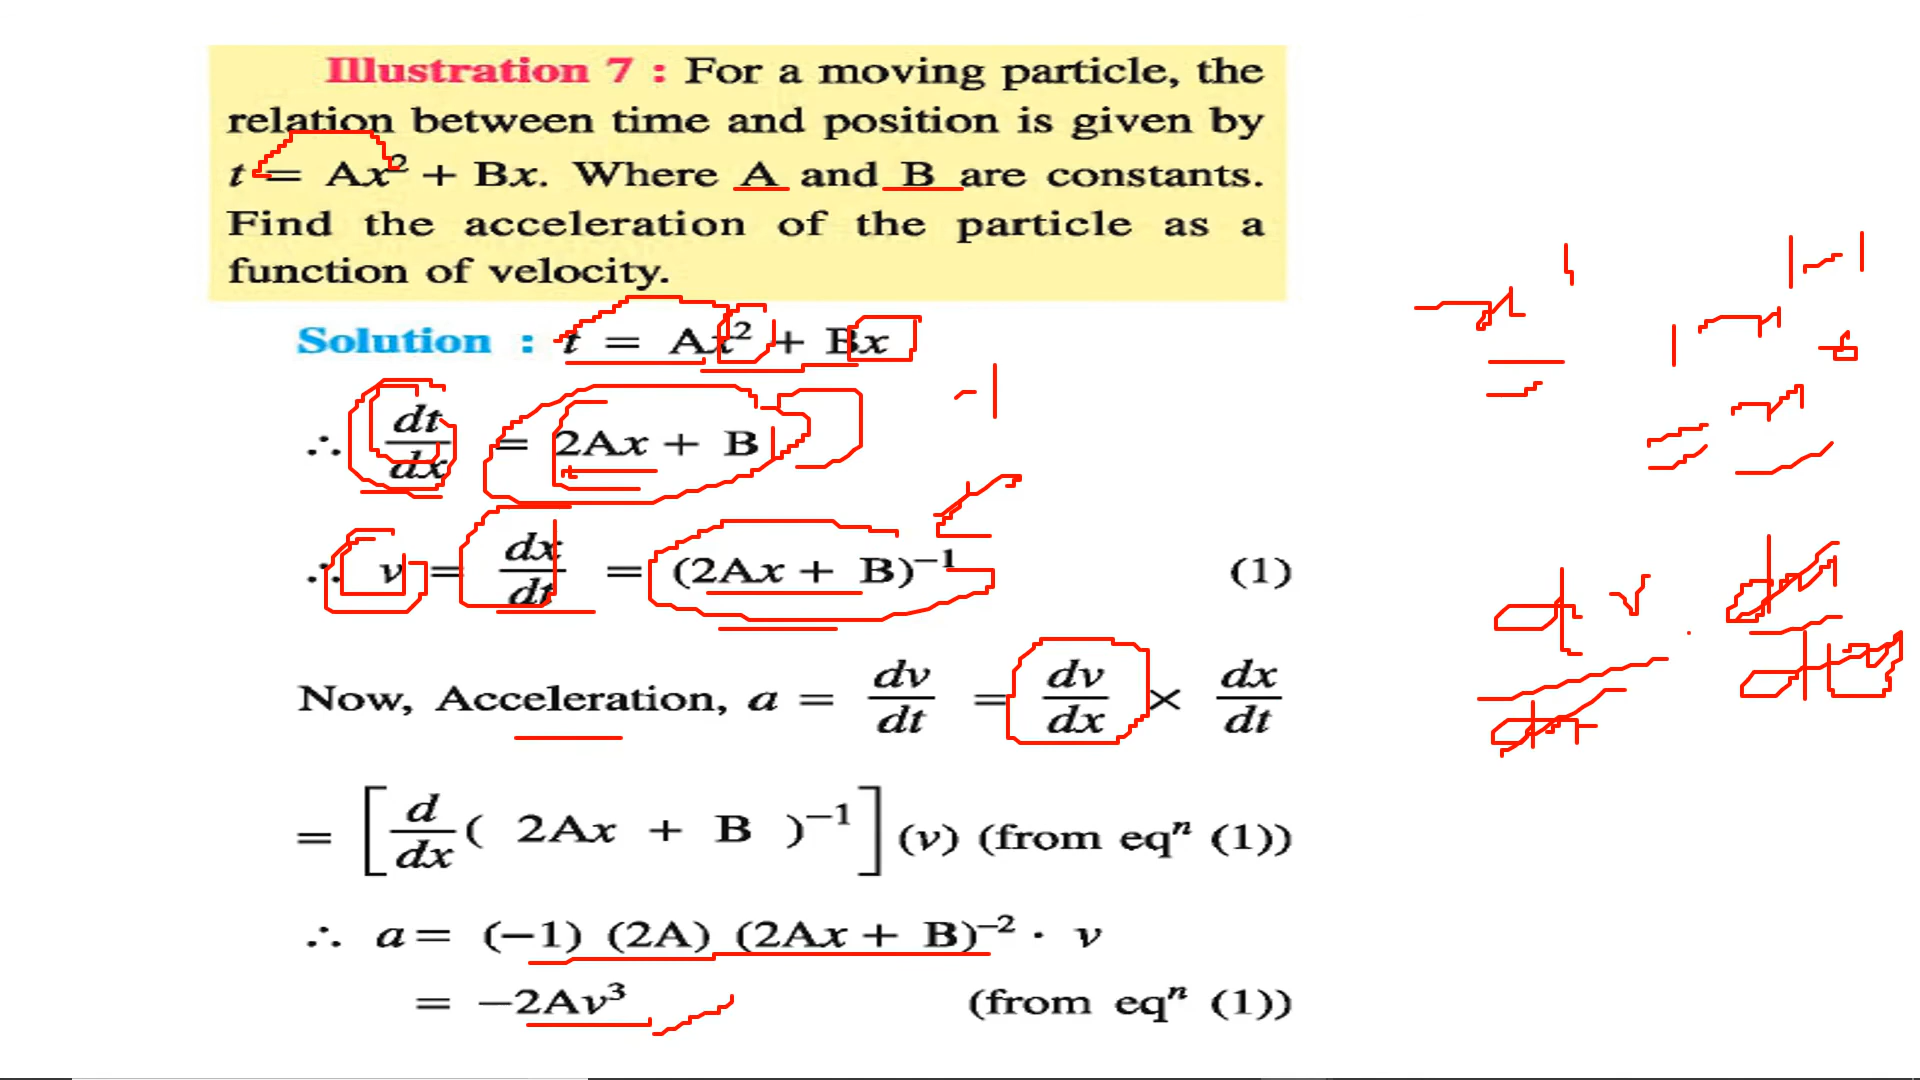 Illustration 7 : For a moving particle, the
relation between time and position is given by
t = Ax² + Bx. Where A and B are constants.
Find the acceleration of the particle as a
function of velocity.
Solution : t = Ax² + Bx
∴ dt/dx = 2Ax + B
∴ v = dx/dt = (2Ax + B)⁻¹ (1)
Now, Acceleration, a = dv/dt = dv/dx × dx/dt
= [d/dx( 2Ax + B )⁻¹] (v) (from eqⁿ (1))
∴ a = (−1) (2A) (2Ax + B)⁻² · v
= −2Av³ (from eqⁿ (1))